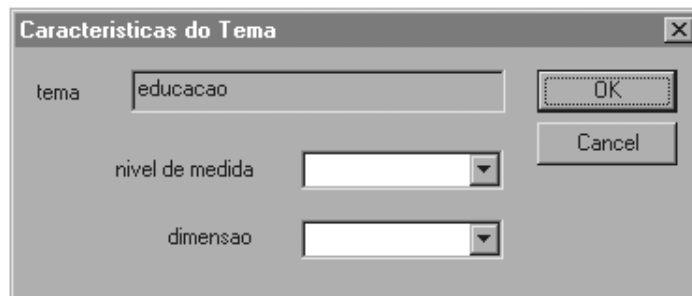 Caracteristicas do Tema
tema educacao OK
Cancel
nivel de medida
dimensao